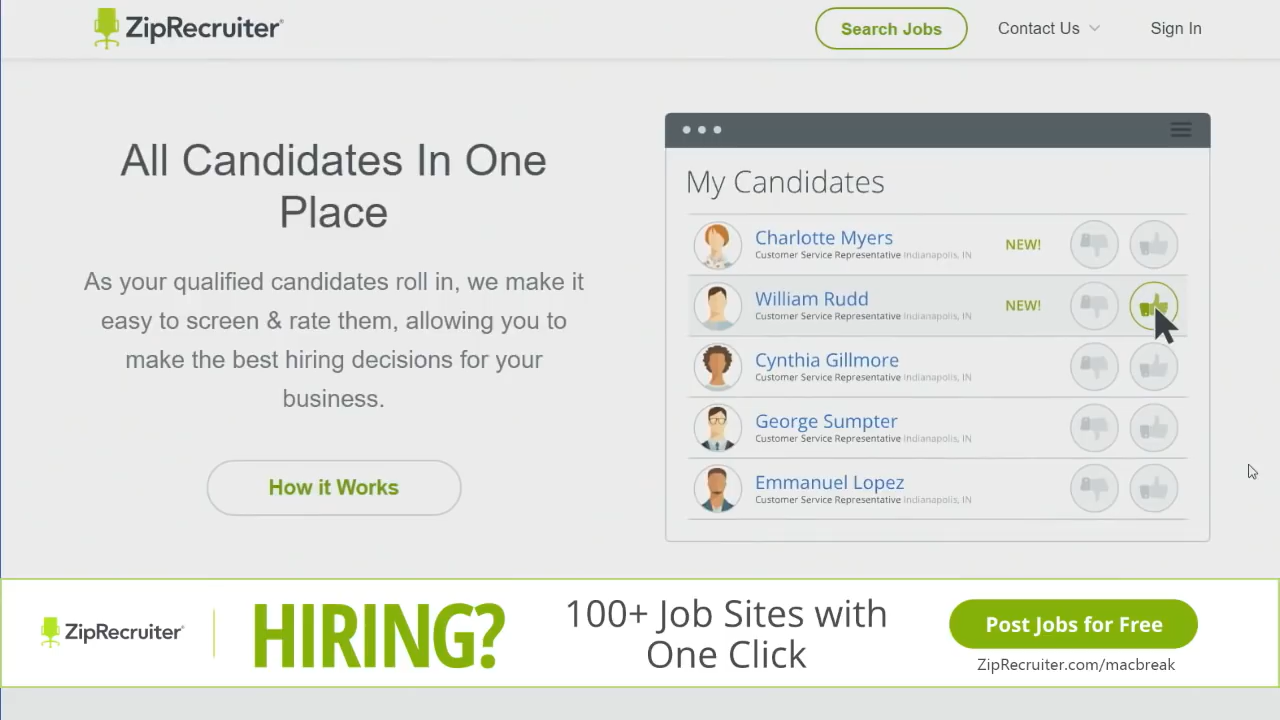 ZipRecruiter
Search Jobs
Contact Us
Sign In
All Candidates In One
Place
As your qualified candidates roll in, we make it
easy to screen & rate them, allowing you to
make the best hiring decisions for your
business.
How it Works
My Candidates
Charlotte Myers
Customer Service Representative Indianapolis, IN
NEW!
William Rudd
Customer Service Representative Indianapolis, IN
NEW!
Cynthia Gillmore
Customer Service Representative Indianapolis, IN
George Sumpter
Customer Service Representative Indianapolis, IN
Emmanuel Lopez
Customer Service Representative Indianapolis, IN
ZipRecruiter
HIRING?
100+ Job Sites with
One Click
Post Jobs for Free
ZipRecruiter.com/macbreak